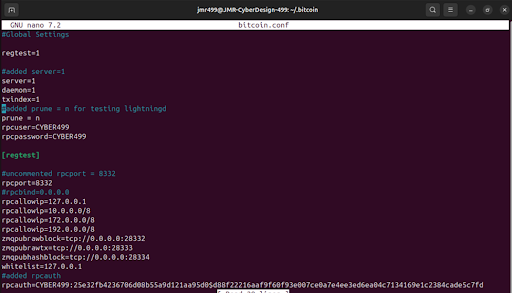 jmr499@JMR-CyberDesign-499: ~/.bitcoin
GNU nano 7.2 bitcoin.conf
#Global Settings
regtest=1
#added server=1
server=1
daemon=1
txindex=1
#added prume = n for testing lightningd
prune = n
rpcuser=CYBER499
rpcpassword=CYBER499
[regtest]
#uncommented rpcport = 8332
rpcport=8332
#rpcbind=0.0.0.0
rpcallowip=127.0.0.1
rpcallowip=10.0.0.0/8
rpcallowip=172.0.0.0/8
rpcallowip=192.0.0.0/8
zmqpubrawblock=tcp://0.0.0.0:28332
zmqpubrawtx=tcp://0.0.0.0:28333
zmqpubhashblock=tcp://0.0.0.0:28334
whitelist=127.0.0.1
#added rpcauth
rpcauth=CYBER499:25e32fb4236706d08b55a9d121aa95d0$d88f22216aaf9f60f93e007ce0a7e4ee3ed6ea04c7134169e1c2384cade5c7fd